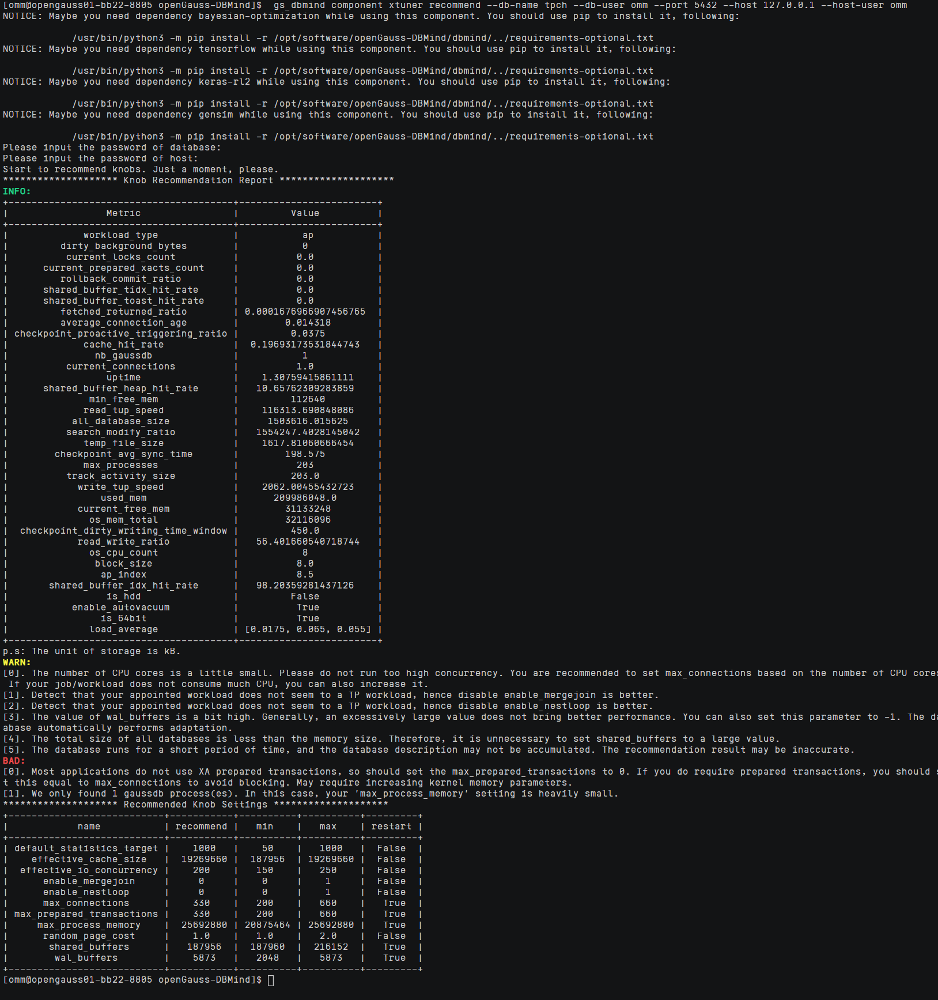 [omm@opengauss01-bb22-8805 openGauss-DBMind]$  gs_dbmind component xtuner recommend --db-name tpch --db-user omm --port 5432 --host 127.0.0.1 --host-user omm
NOTICE: Maybe you need dependency bayesian-optimization while using this component. You should use pip to install it, following:
/usr/bin/python3 -m pip install -r /opt/software/openGauss-DBMind/dbmind/../requirements-optional.txt
NOTICE: Maybe you need dependency tensorflow while using this component. You should use pip to install it, following:
/usr/bin/python3 -m pip install -r /opt/software/openGauss-DBMind/dbmind/../requirements-optional.txt
NOTICE: Maybe you need dependency keras-rl2 while using this component. You should use pip to install it, following:
/usr/bin/python3 -m pip install -r /opt/software/openGauss-DBMind/dbmind/../requirements-optional.txt
NOTICE: Maybe you need dependency gensim while using this component. You should use pip to install it, following:
/usr/bin/python3 -m pip install -r /opt/software/openGauss-DBMind/dbmind/../requirements-optional.txt
Please input the password of database:
Please input the password of host:
Start to recommend knobs. Just a moment, please.
******************** Knob Recommendation Report ********************
INFO:
+---------------------------------------+------------------------+
| Metric | Value |
+---------------------------------------+------------------------+
| workload_type | ap |
| dirty_background_bytes | 0 |
| current_locks_count | 0.0 |
| current_prepared_xacts_count | 0.0 |
| rollback_commit_ratio | 0.0 |
| shared_buffer_tidx_hit_rate | 0.0 |
| shared_buffer_toast_hit_rate | 0.0 |
| fetched_returned_ratio | 0.0001676966907456765 |
| average_connection_age | 0.014318 |
| checkpoint_proactive_triggering_ratio | 0.0375 |
| cache_hit_rate | 0.19693173531844743 |
| nb_gaussdb | 1 |
| current_connections | 1.0 |
| uptime | 1.30759415861111 |
| shared_buffer_heap_hit_rate | 10.65762309283859 |
| min_free_mem | 112640 |
| read_tup_speed | 116313.690848086 |
| all_database_size | 1503616.015625 |
| search_modify_ratio | 1554247.4028145042 |
| temp_file_size | 1617.81060666454 |
| checkpoint_avg_sync_time | 198.575 |
| max_processes | 203 |
| track_activity_size | 203.0 |
| write_tup_speed | 2062.00455432723 |
| used_mem | 209986048.0 |
| current_free_mem | 31133248 |
| os_mem_total | 32116096 |
| checkpoint_dirty_writing_time_window | 450.0 |
| read_write_ratio | 56.401660540718744 |
| os_cpu_count | 8 |
| block_size | 8.0 |
| ap_index | 8.5 |
| shared_buffer_idx_hit_rate | 98.20359281437126 |
| is_hdd | False |
| enable_autovacuum | True |
| is_64bit | True |
| load_average | [0.0175, 0.065, 0.055] |
+---------------------------------------+------------------------+
p.s: The unit of storage is kB.
WARN:
[0]. The number of CPU cores is a little small. Please do not run too high concurrency. You are recommended to set max_connections based on the number of CPU cores
If your job/workload does not consume much CPU, you can also increase it.
[1]. Detect that your appointed workload does not seem to a TP workload, hence disable enable_mergejoin is better.
[2]. Detect that your appointed workload does not seem to a TP workload, hence disable enable_nestloop is better.
[3]. The value of wal_buffers is a bit high. Generally, an excessively large value does not bring better performance. You can also set this parameter to -1. The da
abase automatically performs adaptation.
[4]. The total size of all databases is less than the memory size. Therefore, it is unnecessary to set shared_buffers to a large value.
[5]. The database runs for a short period of time, and the database description may not be accumulated. The recommendation result may be inaccurate.
BAD:
[0]. Most applications do not use XA prepared transactions, so should set the max_prepared_transactions to 0. If you do require prepared transactions, you should s
t this equal to max_connections to avoid blocking. May require increasing kernel memory parameters.
[1]. We only found 1 gaussdb process(es). In this case, your 'max_process_memory' setting is heavily small.
******************** Recommended Knob Settings ********************
+---------------------------+-----------+----------+----------+---------+
| name | recommend | min | max | restart |
+---------------------------+-----------+----------+----------+---------+
| default_statistics_target | 1000 | 50 | 1000 | False |
| effective_cache_size | 19269660 | 187956 | 19269660 | False |
| effective_io_concurrency | 200 | 150 | 250 | False |
| enable_mergejoin | 0 | 0 | 1 | False |
| enable_nestloop | 0 | 0 | 1 | False |
| max_connections | 330 | 200 | 660 | True |
| max_prepared_transactions | 330 | 200 | 660 | True |
| max_process_memory | 25692880 | 20875464 | 25692880 | True |
| random_page_cost | 1.0 | 1.0 | 2.0 | False |
| shared_buffers | 187956 | 187960 | 216152 | True |
| wal_buffers | 5873 | 2048 | 5873 | True |
+---------------------------+-----------+----------+----------+---------+
[omm@opengauss01-bb22-8805 openGauss-DBMind]$